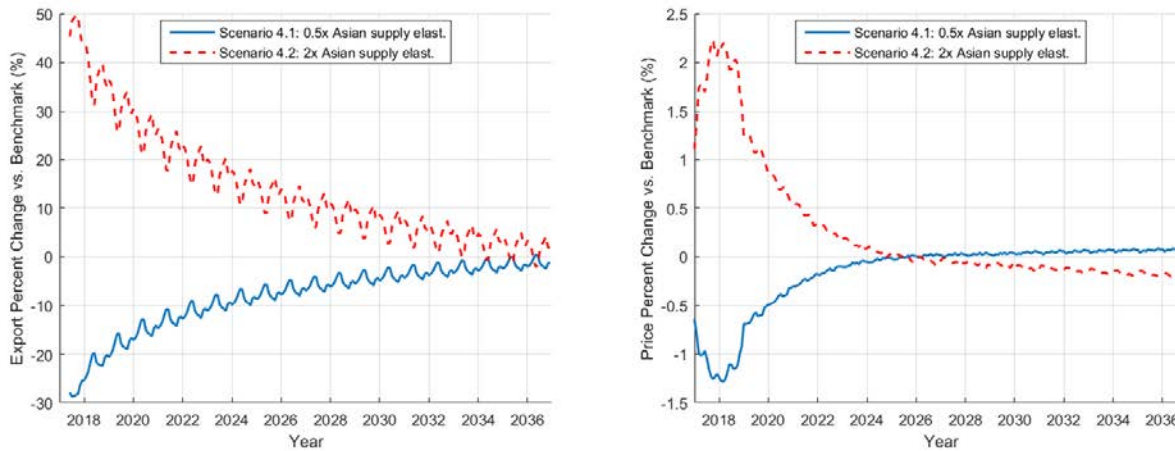 Export Percent Change vs. Benchmark (%)
50
40
30
20
10
0
-10
-20
-30
Scenario 4.1: 0.5x Asian supply elast.
Scenario 4.2: 2x Asian supply elast.
2018 2020 2022 2024 2026 2028 2030 2032 2034 2036
Year
Price Percent Change vs. Benchmark (%)
2.5
2
1.5
1
0.5
0
-0.5
-1
-1.5
Scenario 4.1: 0.5x Asian supply elast.
Scenario 4.2: 2x Asian supply elast.
2018 2020 2022 2024 2026 2028 2030 2032 2034 2036
Year